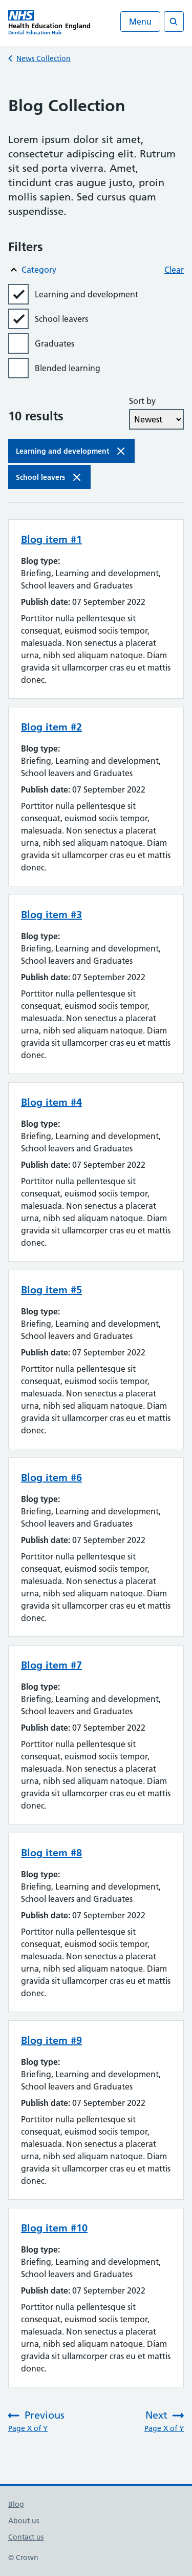 NHS
Menu
Health Education England
Dental Education Hub
News Collection
Blog Collection
Lorem ipsum dolor sit amet,
consectetur adipiscing elit. Rutrum
sit sed porta viverra. Amet,
tincidunt cras augue justo, proin
mollis sapien. Sed cursus quam
suspendisse.
Filters
Category Clear
Learning and development
School leavers
Graduates
Blended learning
Sort by
10 results
Newest
Learning and development
School leavers
Blog item #1
Blog type:
Briefing, Learning and development,
School leavers and Graduates
Publish date: 07 September 2022
Porttitor nulla pellentesque sit
consequat, euismod sociis tempor,
malesuada. Non senectus a placerat
urna, nibh sed aliquam natoque. Diam
gravida sit ullamcorper cras eu et mattis
donec.
Blog item #2
Blog type:
Briefing, Learning and development,
School leavers and Graduates
Publish date: 07 September 2022
Porttitor nulla pellentesque sit
consequat, euismod sociis tempor,
malesuada. Non senectus a placerat
urna, nibh sed aliquam natoque. Diam
gravida sit ullamcorper cras eu et mattis
donec.
Blog item #3
Blog type:
Briefing, Learning and development,
School leavers and Graduates
Publish date: 07 September 2022
Porttitor nulla pellentesque sit
consequat, euismod sociis tempor,
malesuada. Non senectus a placerat
urna, nibh sed aliquam natoque. Diam
gravida sit ullamcorper cras eu et mattis
donec.
Blog item #4
Blog type:
Briefing, Learning and development,
School leavers and Graduates
Publish date: 07 September 2022
Porttitor nulla pellentesque sit
consequat, euismod sociis tempor,
malesuada. Non senectus a placerat
urna, nibh sed aliquam natoque. Diam
gravida sit ullamcorper cras eu et mattis
donec.
Blog item #5
Blog type:
Briefing, Learning and development,
School leavers and Graduates
Publish date: 07 September 2022
Porttitor nulla pellentesque sit
consequat, euismod sociis tempor,
malesuada. Non senectus a placerat
urna, nibh sed aliquam natoque. Diam
gravida sit ullamcorper cras eu et mattis
donec.
Blog item #6
Blog type:
Briefing, Learning and development,
School leavers and Graduates
Publish date: 07 September 2022
Porttitor nulla pellentesque sit
consequat, euismod sociis tempor,
malesuada. Non senectus a placerat
urna, nibh sed aliquam natoque. Diam
gravida sit ullamcorper cras eu et mattis
donec.
Blog item #7
Blog type:
Briefing, Learning and development,
School leavers and Graduates
Publish date: 07 September 2022
Porttitor nulla pellentesque sit
consequat, euismod sociis tempor,
malesuada. Non senectus a placerat
urna, nibh sed aliquam natoque. Diam
gravida sit ullamcorper cras eu et mattis
donec.
Blog item #8
Blog type:
Briefing, Learning and development,
School leavers and Graduates
Publish date: 07 September 2022
Porttitor nulla pellentesque sit
consequat, euismod sociis tempor,
malesuada. Non senectus a placerat
urna, nibh sed aliquam natoque. Diam
gravida sit ullamcorper cras eu et mattis
donec.
Blog item #9
Blog type:
Briefing, Learning and development,
School leavers and Graduates
Publish date: 07 September 2022
Porttitor nulla pellentesque sit
consequat, euismod sociis tempor,
malesuada. Non senectus a placerat
urna, nibh sed aliquam natoque. Diam
gravida sit ullamcorper cras eu et mattis
donec.
Blog item #10
Blog type:
Briefing, Learning and development,
School leavers and Graduates
Publish date: 07 September 2022
Porttitor nulla pellentesque sit
consequat, euismod sociis tempor,
malesuada. Non senectus a placerat
urna, nibh sed aliquam natoque. Diam
gravida sit ullamcorper cras eu et mattis
donec.
Previous Next
Page X of Y Page X of Y
Blog
About us
Contact us
© Crown